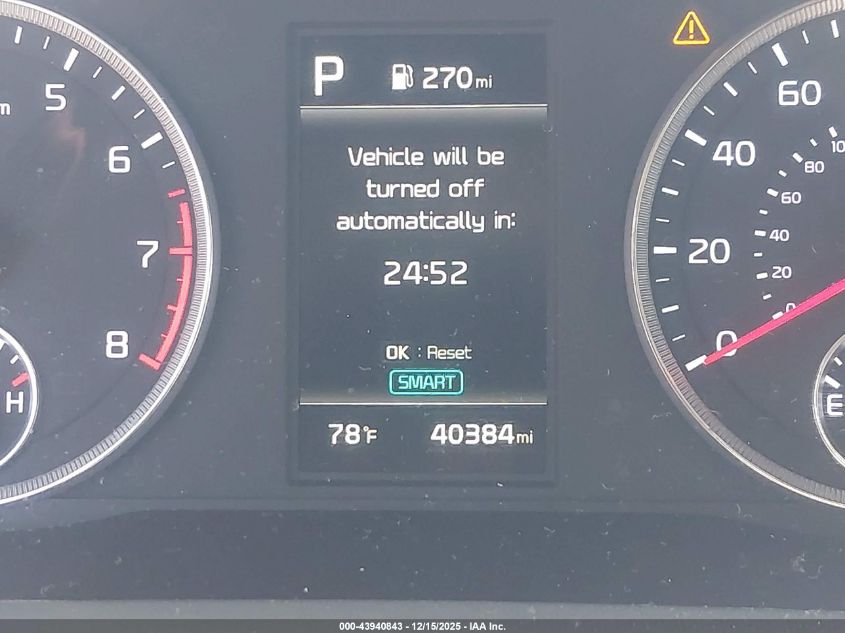 P 270mi
Vehicle will be
turned off
automatically in:
24:52
OK : Reset
SMART
78°F 40384mi
5
6
7
8
H
60
40
20
0
80
60
40
20
0
E
000-43940843 - 12/15/2025 - IAA Inc.